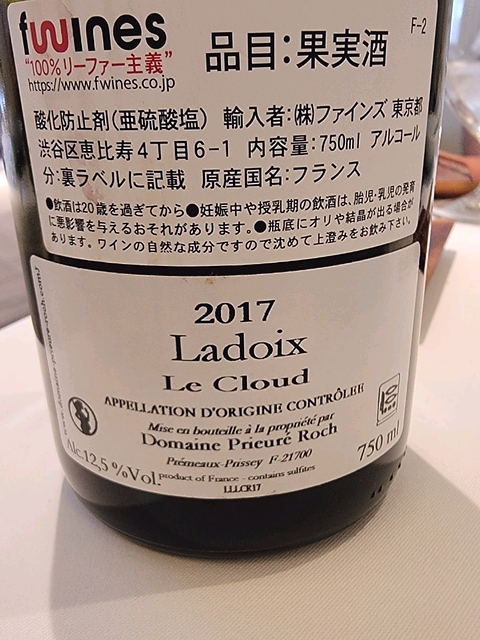 fwines
F-2
"100%リーファー主義"
品目:果実酒
https://www.fwines.co.jp
酸化防止剤(亜硫酸塩) 輸入者:(株)ファインズ 東京都
渋谷区恵比寿4丁目6-1 内容量:750ml アルコール
分:裏ラベルに記載 原産国名:フランス
●飲酒は20歳を過ぎてから●妊娠中や授乳期の飲酒は、胎児・乳児の発育
に悪影響を与えるおそれがあります。●瓶底にオリや結晶が出る場合が
あります。ワインの自然な成分ですので沈めて上澄みをお飲み下さい。
2017
Ladoix
Le Cloud
APPELLATION D'ORIGINE CONTRÔLÉE
Mise en bouteille à la propriété par
Domaine Prieuré Roch
Prémeaux-Prissey F-21700
Alc.12,5 %Vol.
750 ml
product of France - contains sulfites
LLLCR17